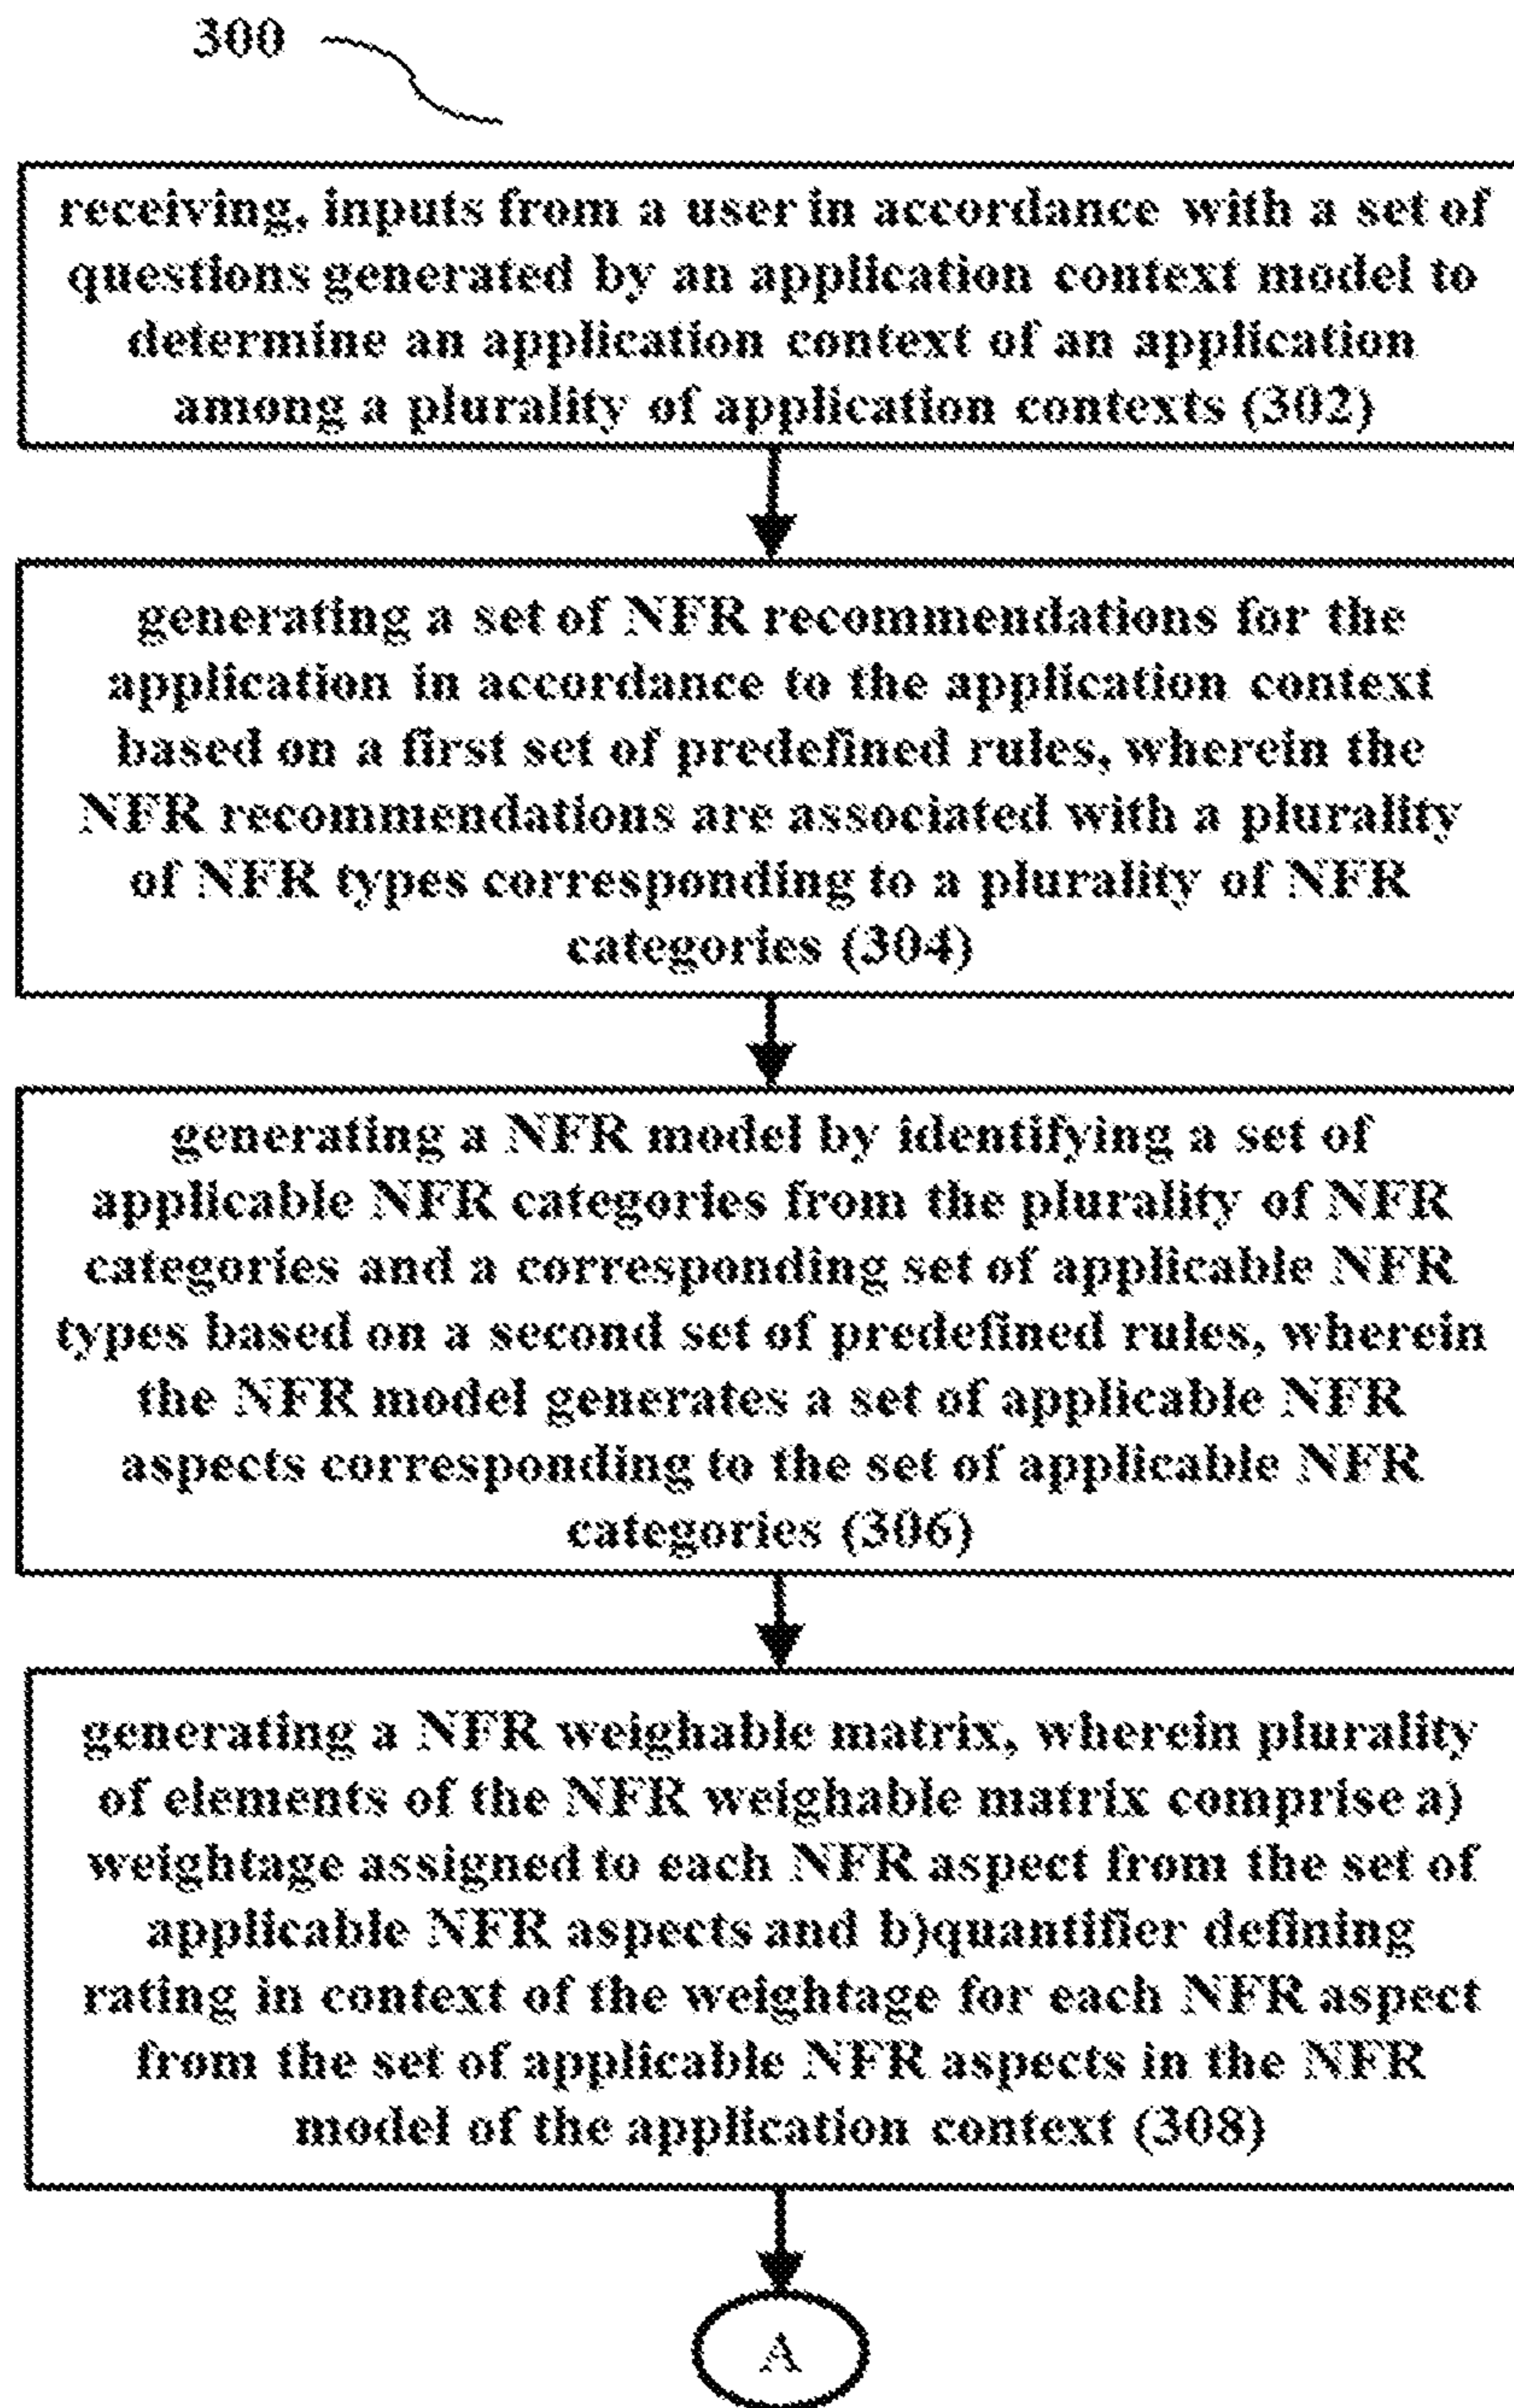 300
receiving, inputs from a user in accordance with a set of
questions generated by an application context model to
determine an application context of an application
among a plurality of application contexts (302)
generating a set of NFR recommendations for the
application in accordance to the application context
based on a first set of predefined rules, wherein the
NFR recommendations are associated with a plurality
of NFR types corresponding to a plurality of NFR
categories (304)
generating a NFR model by identifying a set of
applicable NFR categories from the plurality of NFR
categories and a corresponding set of applicable NFR
types based on a second set of predefined rules, wherein
the NFR model generates a set of applicable NFR
aspects corresponding to the set of applicable NFR
categories (306)
generating a NFR weighable matrix, wherein plurality
of elements of the NFR weighable matrix comprise a)
weightage assigned to each NFR aspect from the set of
applicable NFR aspects and b)quantifier defining
rating in context of the weightage for each NFR aspect
from the set of applicable NFR aspects in the NFR
model of the application context (308)
A